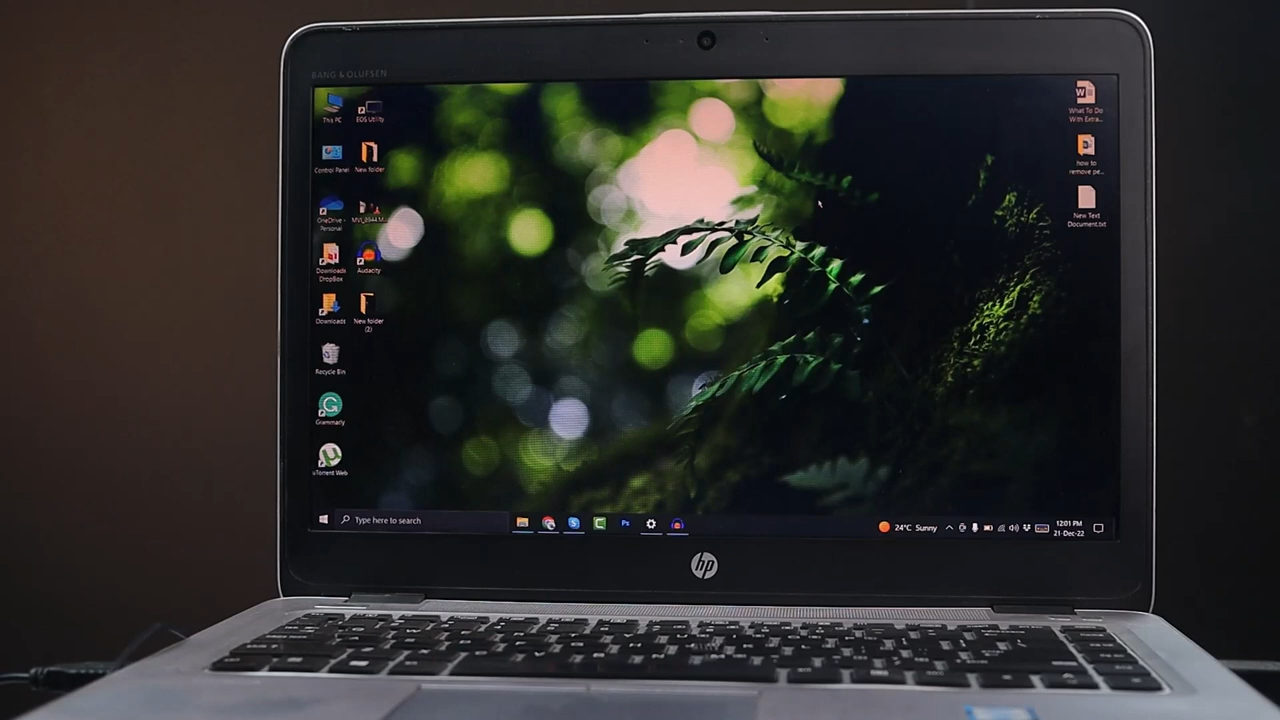 BANG & OLUFSEN
This PC
EOS Utility
Control Panel
New folder
OneDrive -
Personal
MVI_8944.M...
Downloads
DropBox
Audacity
Downloads
New folder
(2)
Recycle Bin
Grammarly
uTorrent Web
What To Do
With Extra...
how to
remove pe...
New Text
Document.txt
Type here to search
Ps
24°C Sunny
12:01 PM
21-Dec-22
hp